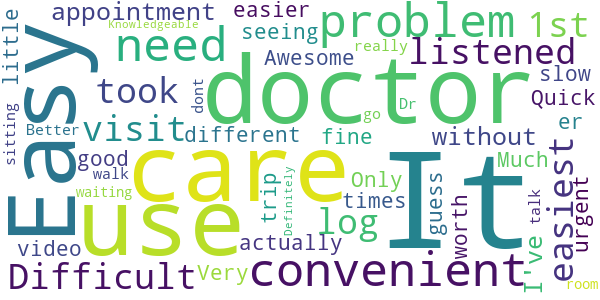 Knowledgeable
appointment
easier
little
seeing
problem
1st
need
listened
Awesome
really
Easy
took
doctor
slow
dont
Quick
go
Dr
sitting
Better
visit
different
fine
without
er
good
care
It
Much
walk
waiting
use
trip
Only
times
guess
worth
talk
easiest
urgent
Definitely
log
video
actually
I've
Difficult
Very
convenient
room